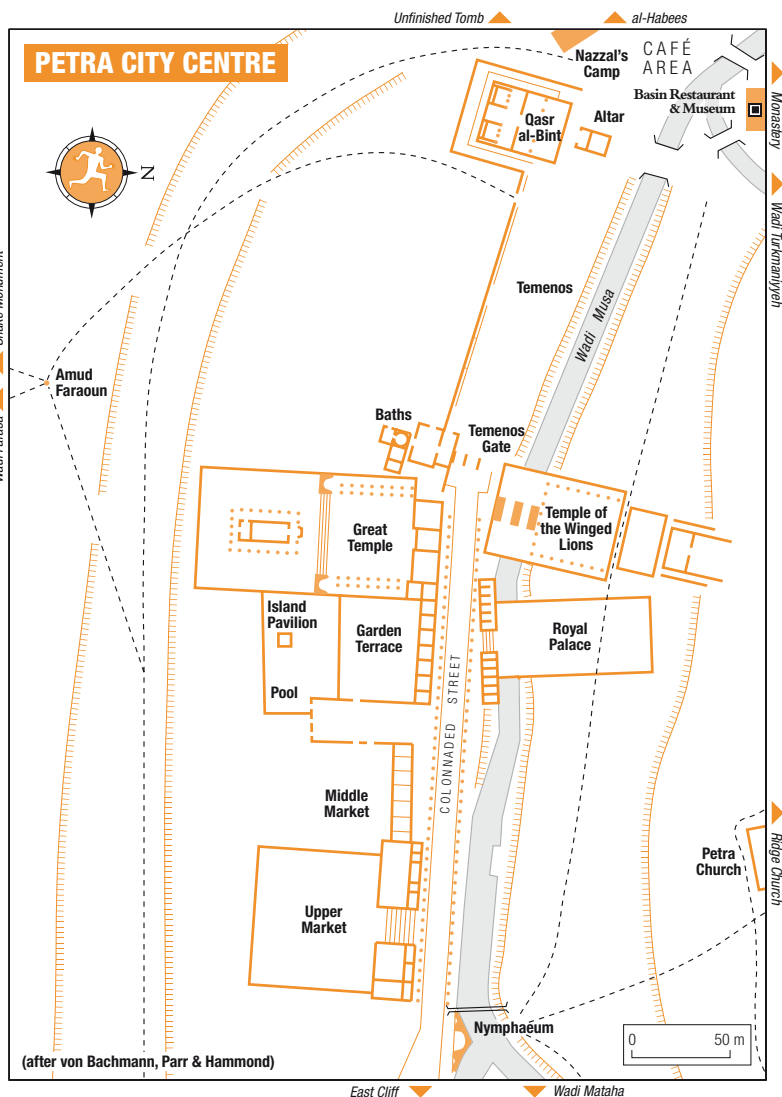 Unfinished Tomb
al-Habees
PETRA CITY CENTRE
Nazzal's
Camp
CAFÉ
AREA
Basin Restaurant
& Museum
Monastery
Qasr
al-Bint
Altar
N
Wadi Turkmaniyyeh
Temenos
Wadi Musa
Amud
Faraoun
Baths
Temenos
Gate
Great
Temple
Temple of
the Winged
Lions
Island
Pavilion
Garden
Terrace
Royal
Palace
Pool
COLONNADED STREET
Middle
Market
Petra
Church
Ridge Church
Upper
Market
Nymphaeum
0 50 m
(after von Bachmann, Parr & Hammond)
East Cliff
Wadi Mataha